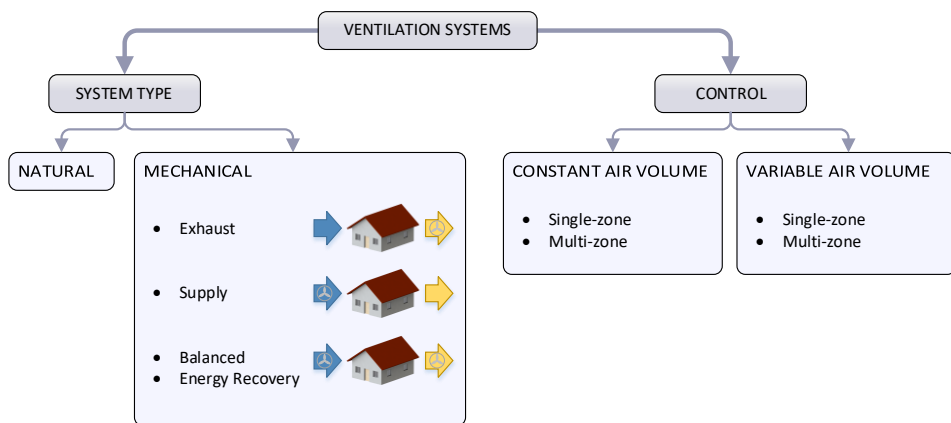 VENTILATION SYSTEMS
SYSTEM TYPE
CONTROL
NATURAL
MECHANICAL
• Exhaust
• Supply
• Balanced
• Energy Recovery
CONSTANT AIR VOLUME
• Single-zone
• Multi-zone
VARIABLE AIR VOLUME
• Single-zone
• Multi-zone